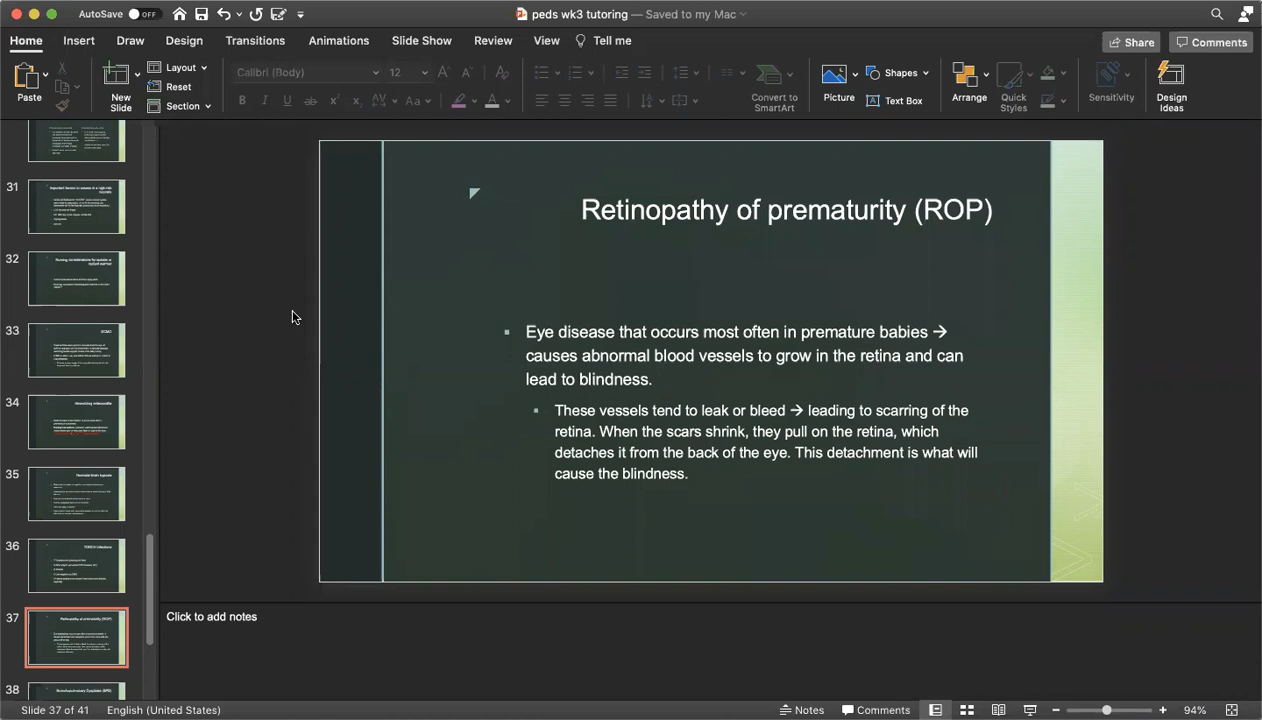 AutoSave OFF
peds wk3 tutoring — Saved to my Mac
Home Insert Draw Design Transitions Animations Slide Show Review View Tell me
Share Comments
Paste
New Slide
Layout
Reset
Section
Calibri (Body) 12
Convert to SmartArt
Picture
Shapes
Text Box
Arrange
Quick Styles
Sensitivity
Design Ideas
31
32
33
34
35
36
TORCH Infections
37
Retinopathy of prematurity (ROP)
38
Retinopathy of prematurity (ROP)
Eye disease that occurs most often in premature babies →
causes abnormal blood vessels to grow in the retina and can
lead to blindness.
These vessels tend to leak or bleed → leading to scarring of the
retina. When the scars shrink, they pull on the retina, which
detaches it from the back of the eye. This detachment is what will
cause the blindness.
Click to add notes
Slide 37 of 41 English (United States) Notes Comments 94%